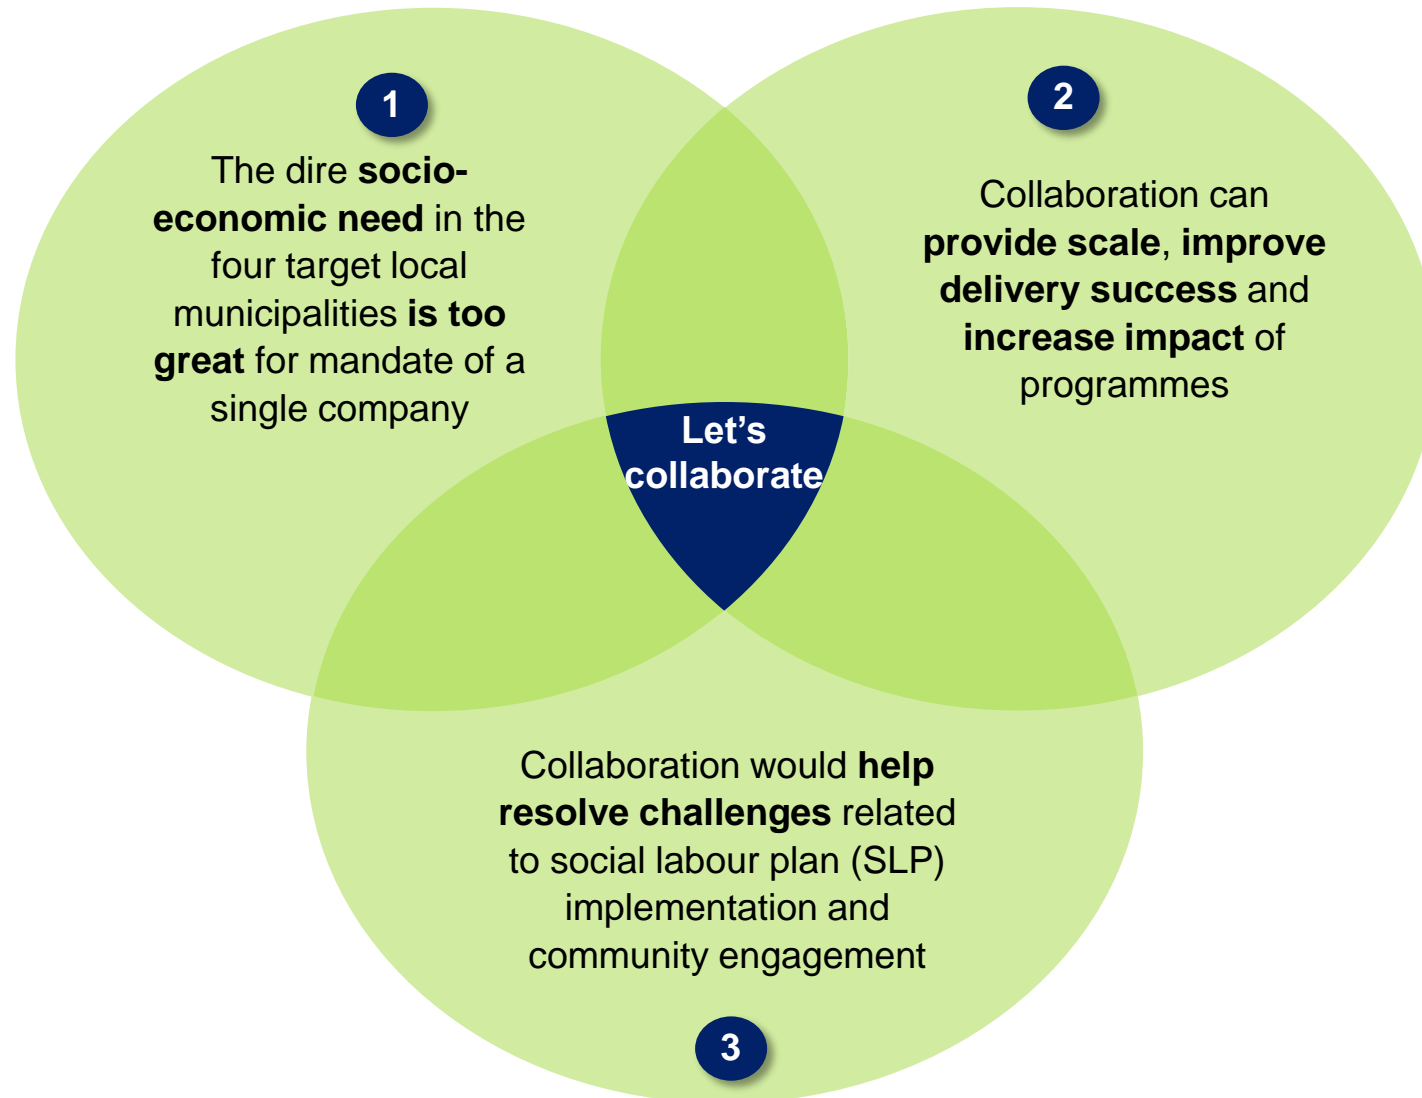 1
The dire socio-
economic need in the
four target local
municipalities is too
great for mandate of a
single company
2
Collaboration can
provide scale, improve
delivery success and
increase impact of
programmes
Let’s
collaborate
Collaboration would help
resolve challenges related
to social labour plan (SLP)
implementation and
community engagement
3